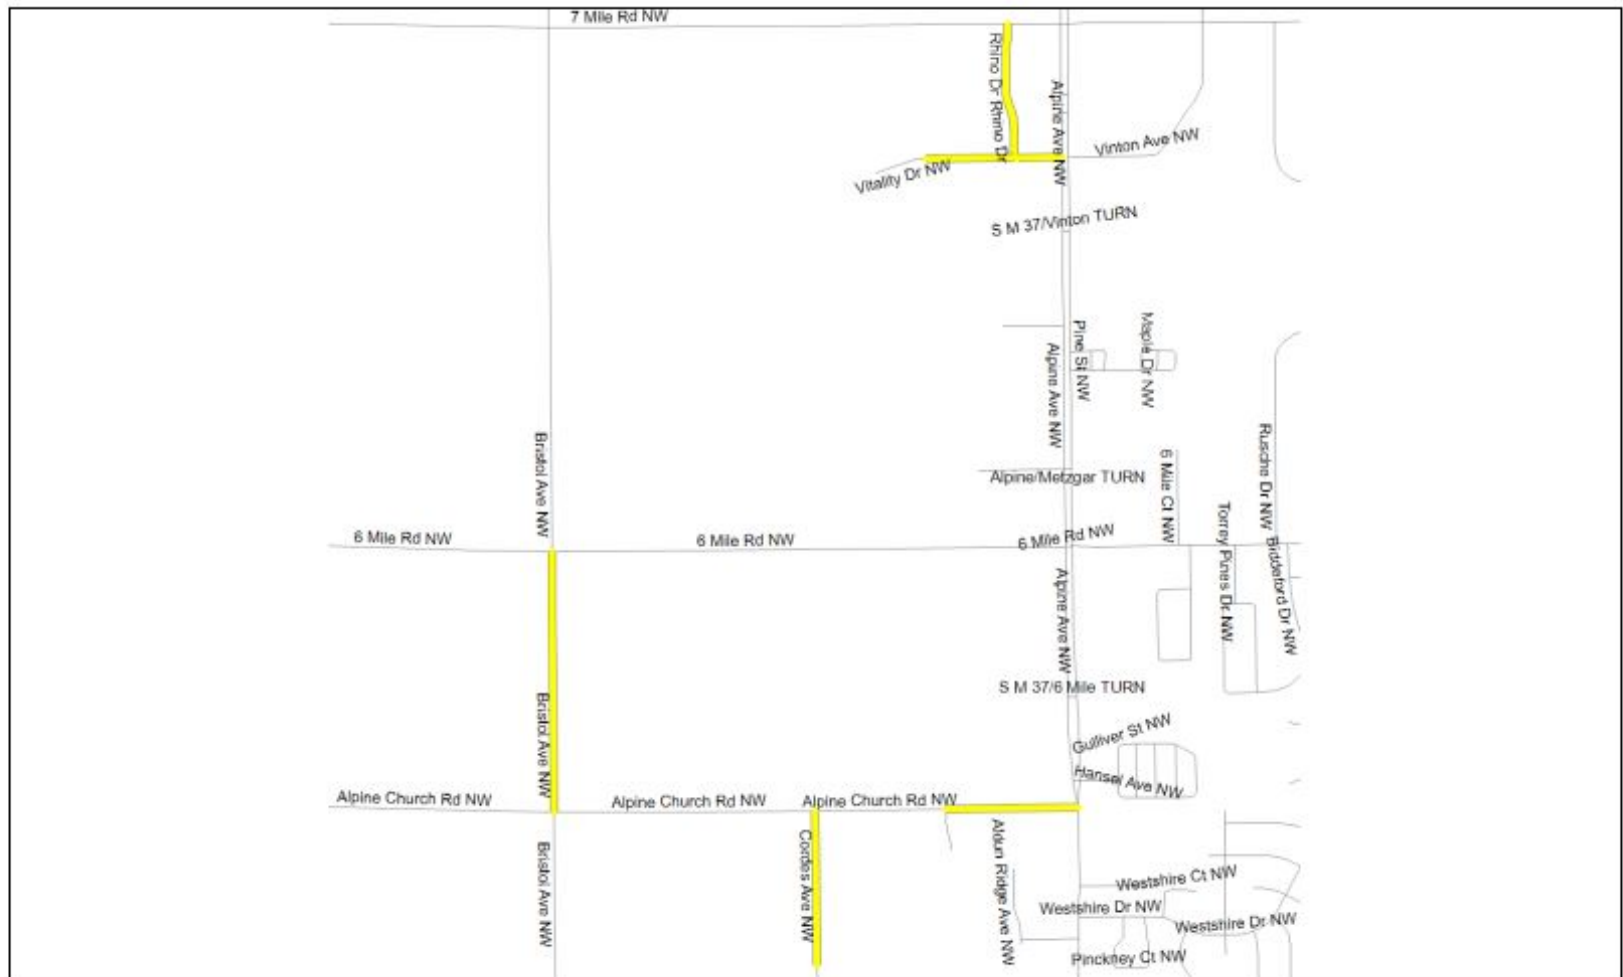 7 Mile Rd NW
Rhino Dr
Rhino Dr
Alpine Ave NW
Vinton Ave NW
Vitality Dr NW
S M 37/Vinton TURN
Pine St NW
Maple Dr NW
Alpine Ave NW
Bristol Ave NW
Alpine/Metzgar TURN
6 Mile Ct NW
Rusche Dr NW
Torrey Pines Dr NW
Biddeford Dr NW
6 Mile Rd NW
6 Mile Rd NW
6 Mile Rd NW
Alpine Ave NW
S M 37/6 Mile TURN
Bristol Ave NW
Gulliver St NW
Hansel Ave NW
Alpine Church Rd NW
Alpine Church Rd NW
Alpine Church Rd NW
Bristol Ave NW
Cordes Ave NW
Aldun Ridge Ave NW
Westshire Ct NW
Westshire Dr NW
Westshire Dr NW
Pinckney Ct NW